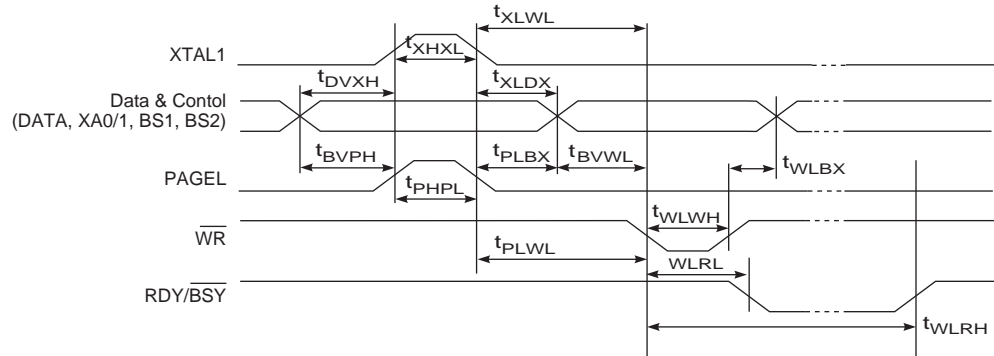 tXLWL
XTAL1
tXHXL
tDVXH
tXLDX
Data & Contol
(DATA, XA0/1, BS1, BS2)
tBVPH
tPLBX
tBVWL
tWLBX
PAGEL
tPHPL
tWLWH
WR
tPLWL
WLRL
RDY/BSY
tWLRH